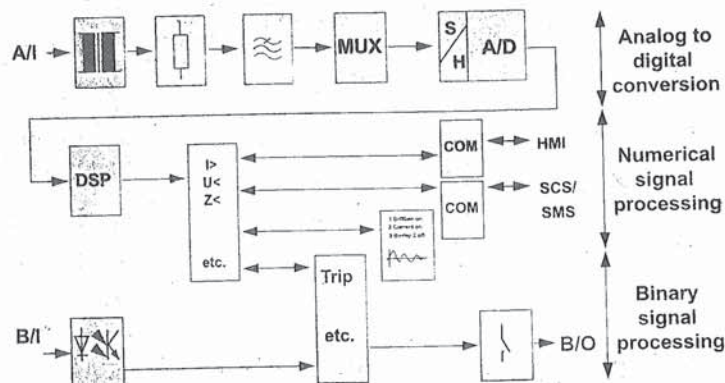 A/I
MUX
S
H
A/D
Analog to
digital
conversion
DSP
I>
U<
Z<
etc.
COM
HMI
COM
SCS/
SMS
Numerical
signal
processing
Trip
etc.
B/I
B/O
Binary
signal
processing